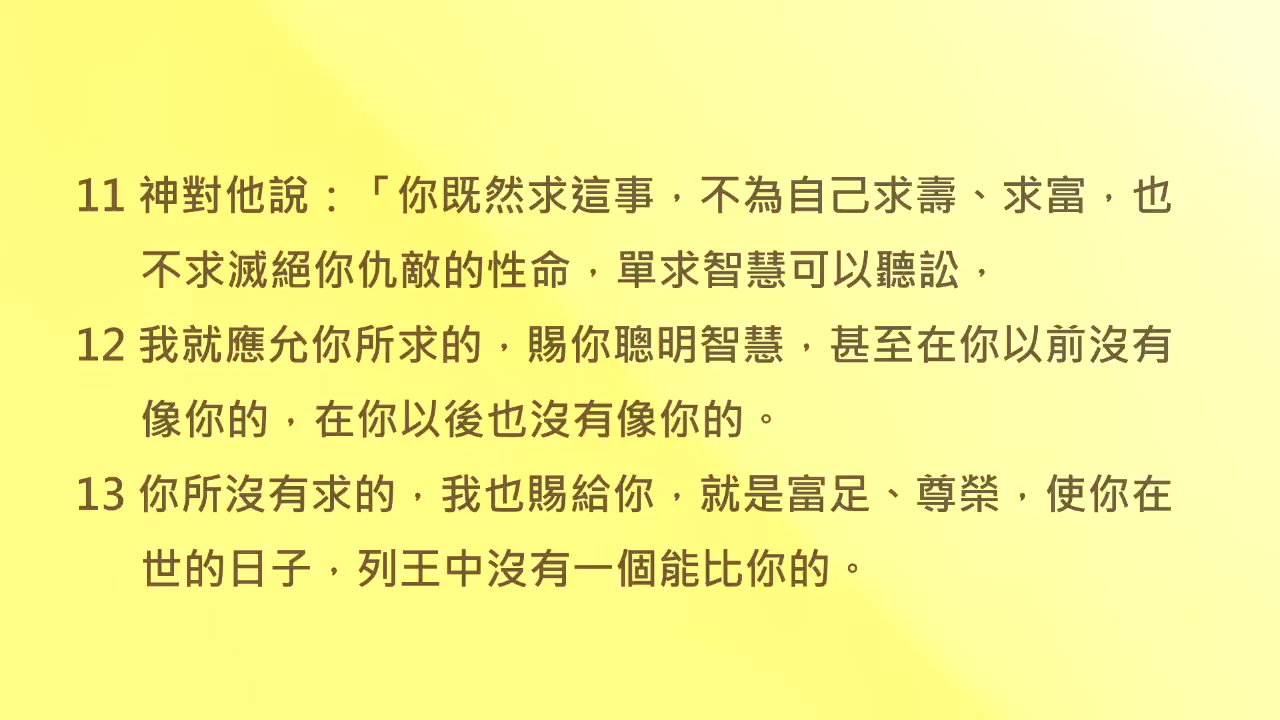 11 神對他說：「你既然求這事，不為自己求壽、求富，也
不求滅絕你仇敵的性命，單求智慧可以聽訟，
12 我就應允你所求的，賜你聰明智慧，甚至在你以前沒有
像你的，在你以後也沒有像你的。
13 你所沒有求的，我也賜給你，就是富足、尊榮，使你在
世的日子，列王中沒有一個能比你的。